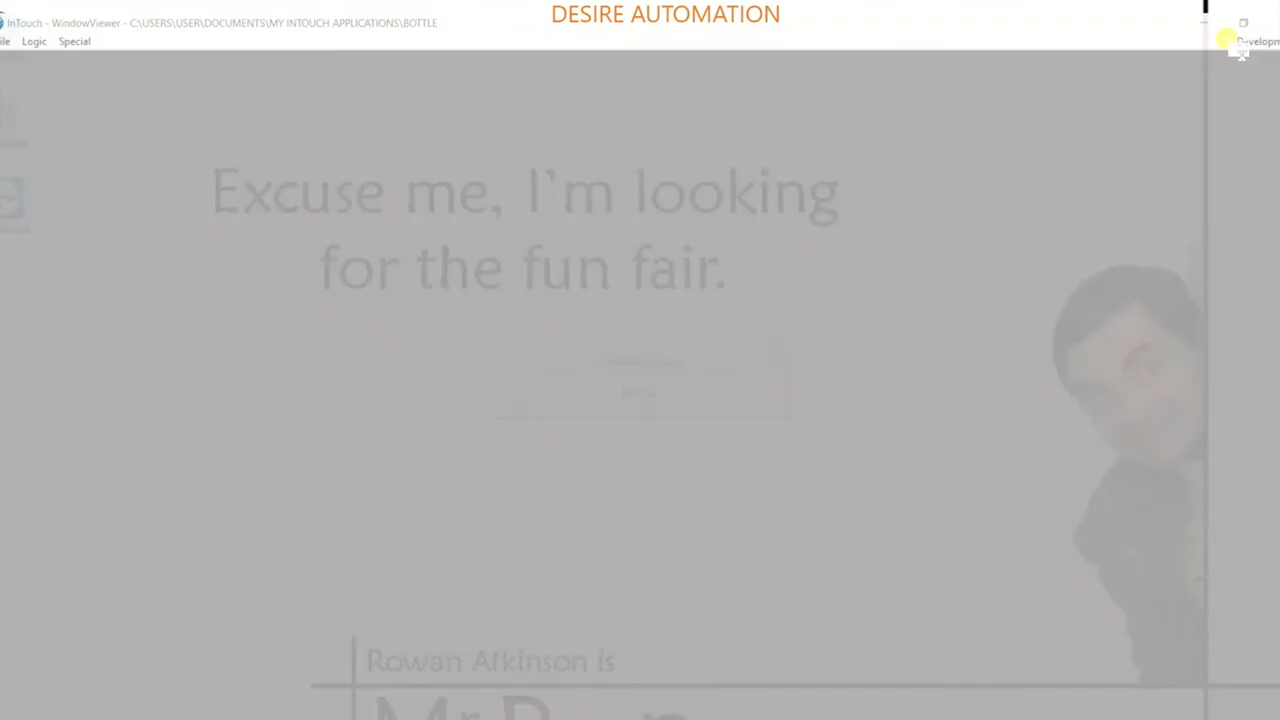 DESIRE AUTOMATION
InTouch - WindowViewer - C:\USERS\USER\DOCUMENTS\MY INTOUCH APPLICATIONS\BOTTLE
Logic Special
Excuse me, I'm looking
for the fun fair.
Rowan Atkinson is